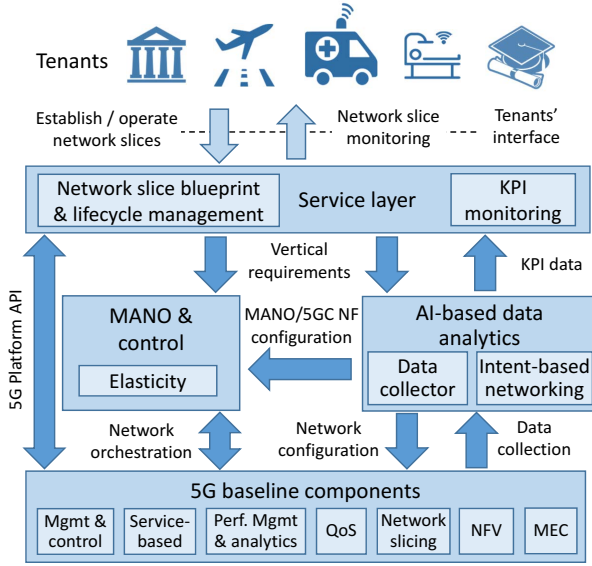 Tenants
Establish / operate
network slices
Network slice
monitoring
Tenants'
interface
Network slice blueprint
& lifecycle management
Service layer
KPI
monitoring
5G Platform API
Vertical
requirements
KPI data
MANO &
control
Elasticity
MANO/5GC NF
configuration
AI-based data
analytics
Data
collector
Intent-based
networking
Network
orchestration
Network
configuration
Data
collection
5G baseline components
Mgmt &
control
Service-
based
Perf. Mgmt
& analytics
QoS
Network
slicing
NFV
MEC